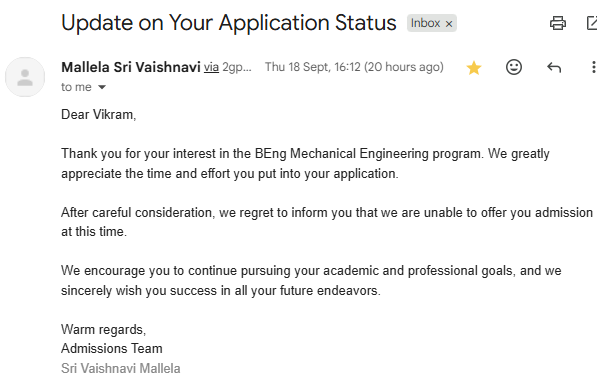 Update on Your Application Status Inbox ×
Mallela Sri Vaishnavi via 2gp... Thu 18 Sept, 16:12 (20 hours ago)
to me
Dear Vikram,
Thank you for your interest in the BEng Mechanical Engineering program. We greatly
appreciate the time and effort you put into your application.
After careful consideration, we regret to inform you that we are unable to offer you admission
at this time.
We encourage you to continue pursuing your academic and professional goals, and we
sincerely wish you success in all your future endeavors.
Warm regards,
Admissions Team
Sri Vaishnavi Mallela